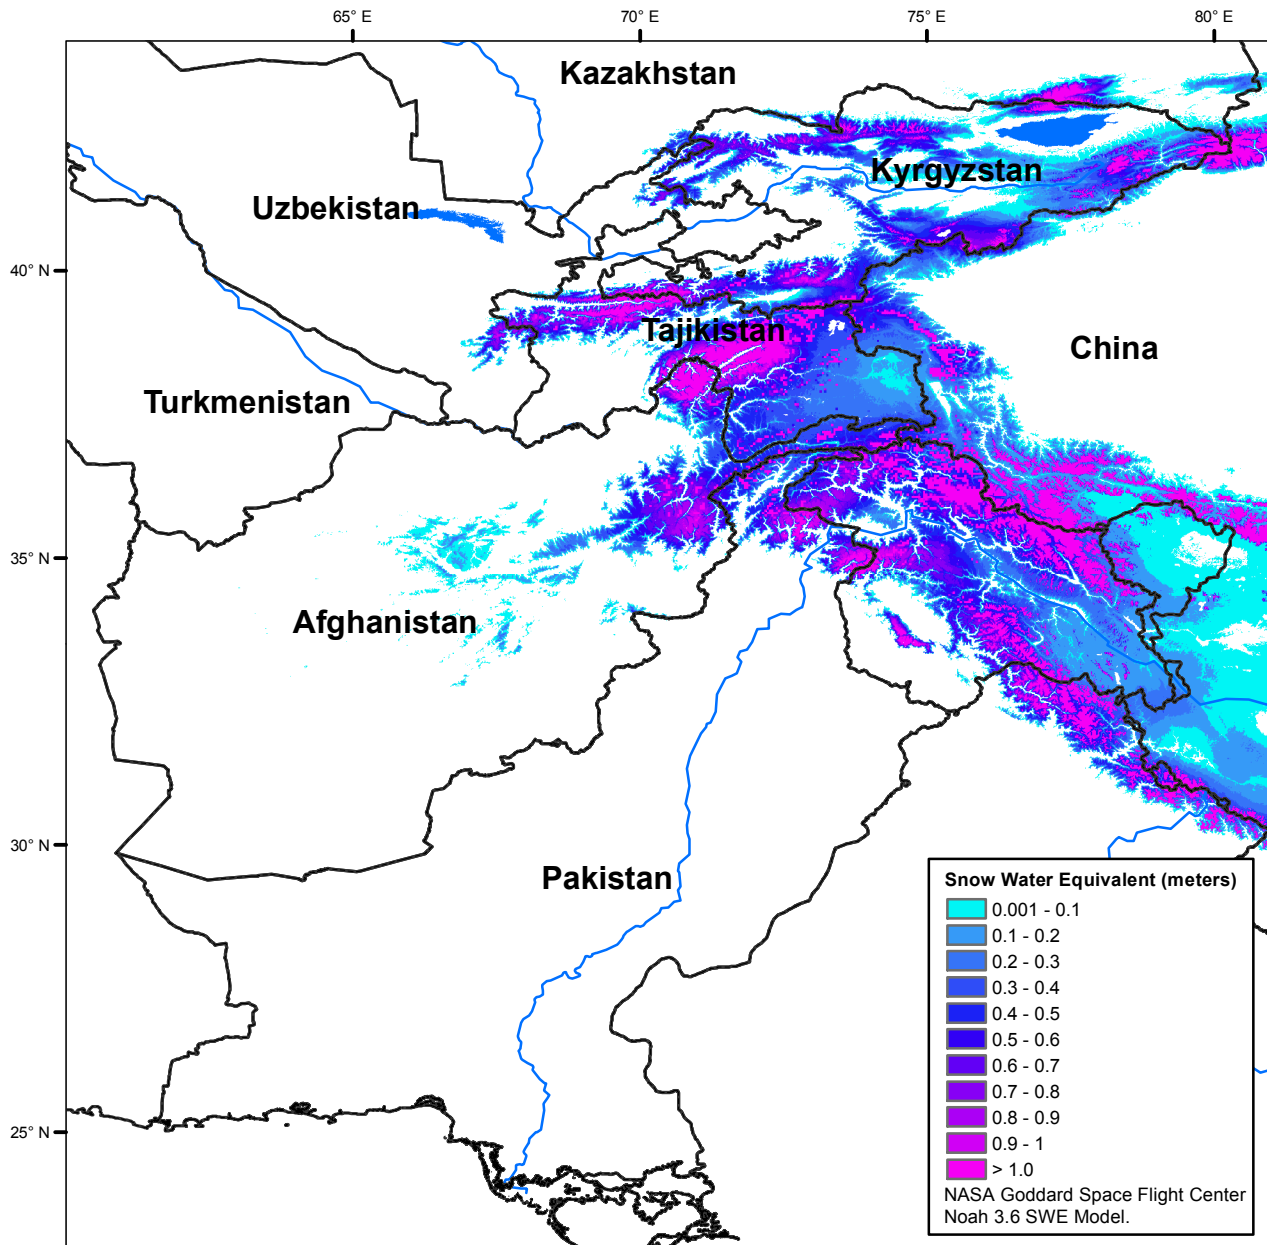 65° E
70° E
75° E
80° E
Kazakhstan
Kyrgyzstan
Uzbekistan
40° N
Tajikistan
China
Turkmenistan
35° N
Afghanistan
30° N
Pakistan
25° N
Snow Water Equivalent (meters)
0.001 - 0.1
0.1 - 0.2
0.2 - 0.3
0.3 - 0.4
0.4 - 0.5
0.5 - 0.6
0.6 - 0.7
0.7 - 0.8
0.8 - 0.9
0.9 - 1
> 1.0
NASA Goddard Space Flight Center
Noah 3.6 SWE Model.